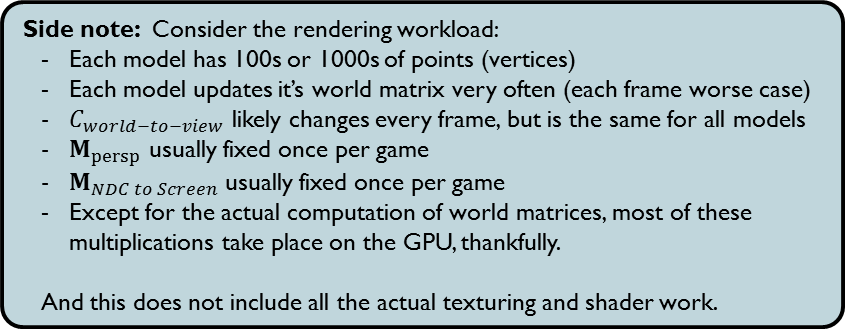 Side note: Consider the rendering workload:
- Each model has 100s or 1000s of points (vertices)
- Each model updates it's world matrix very often (each frame worse case)
- C_{world-to-view} likely changes every frame, but is the same for all models
- M_{persp} usually fixed once per game
- M_{NDC to Screen} usually fixed once per game
- Except for the actual computation of world matrices, most of these
multiplications take place on the GPU, thankfully.
And this does not include all the actual texturing and shader work.